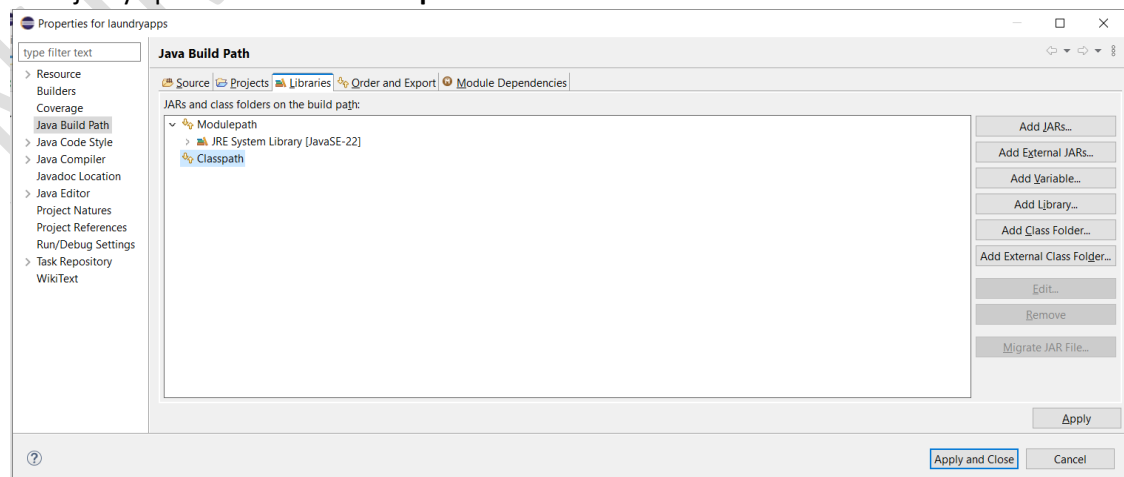 Properties for laundryapps
type filter text
Resource
Builders
Coverage
Java Build Path
Java Code Style
Java Compiler
Javadoc Location
Java Editor
Project Natures
Project References
Run/Debug Settings
Task Repository
WikiText
Java Build Path
Source Projects Libraries Order and Export Module Dependencies
JARs and class folders on the build path:
Modulepath
JRE System Library [JavaSE-22]
Classpath
Add JARs...
Add External JARs...
Add Variable...
Add Library...
Add Class Folder...
Add External Class Folder...
Edit...
Remove
Migrate JAR File...
Apply
Apply and Close Cancel